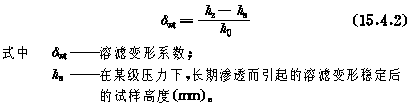 δwt = (hz − hs) / h0 (15.4.2)
式中 δwt——溶滤变形系数;
hs——在某级压力下,长期渗透而引起的溶滤变形稳定后
的试样高度(mm)。